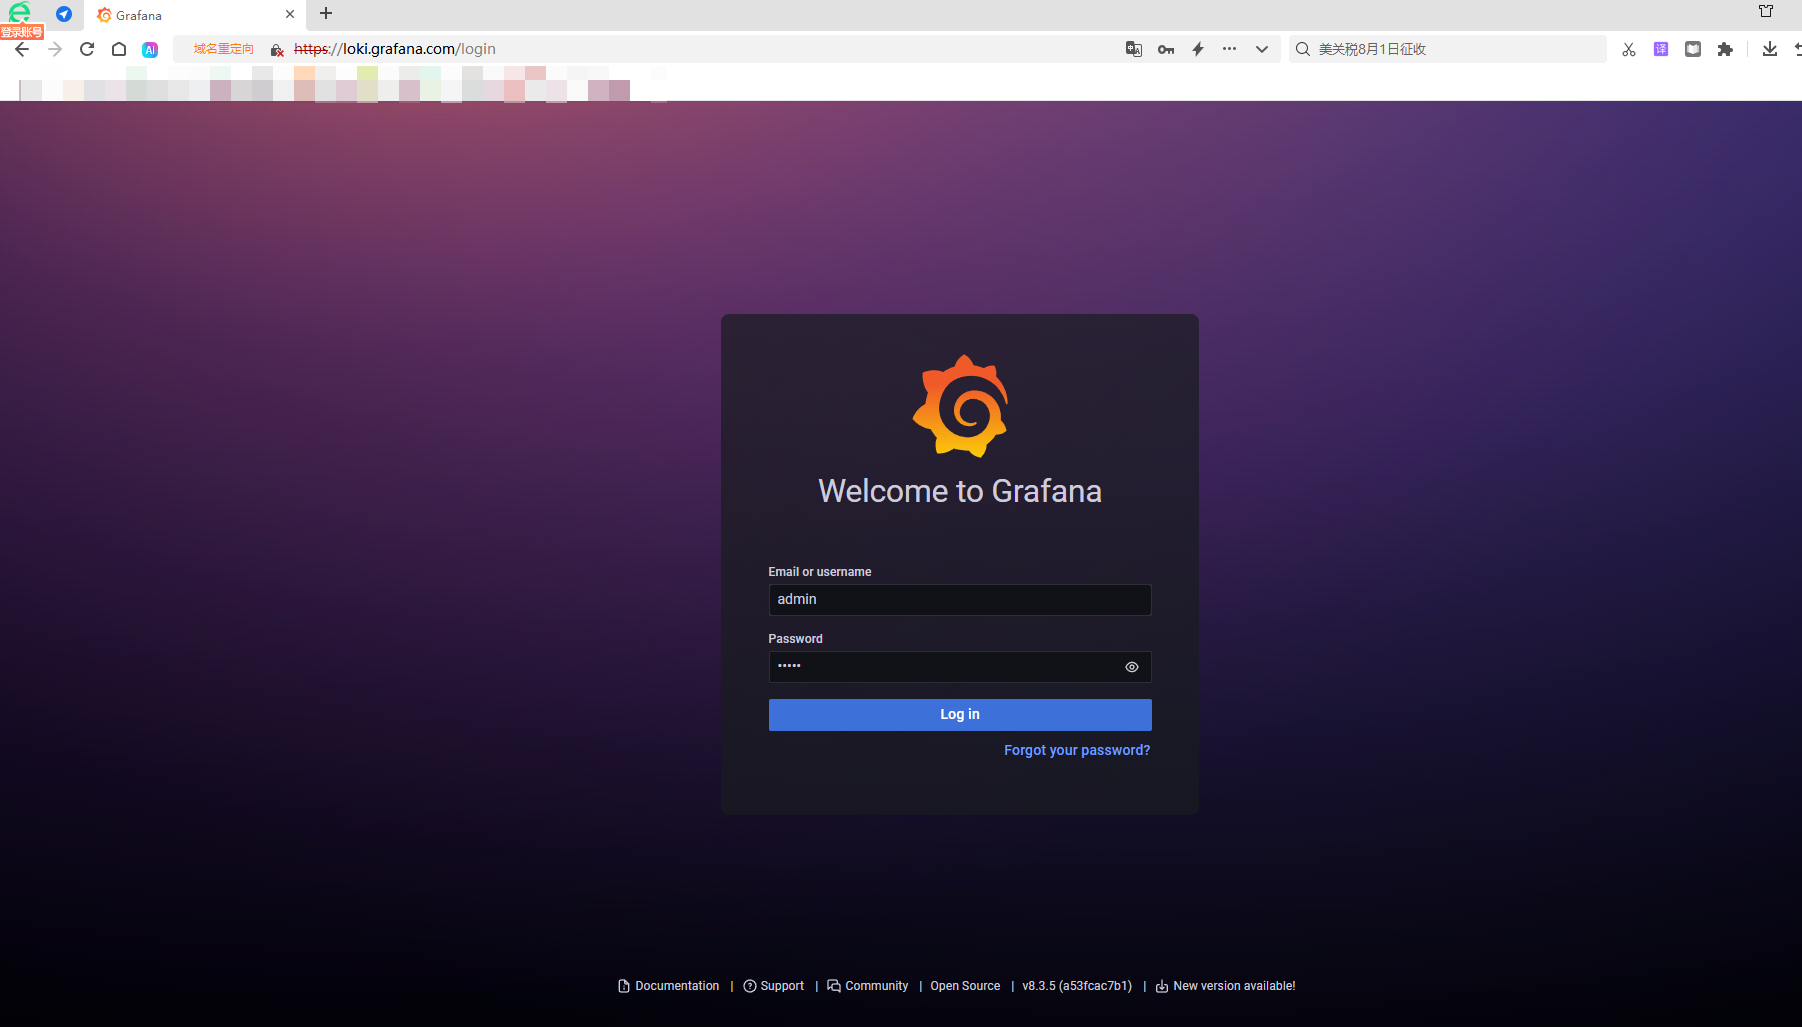 Grafana
登录账号
AI
域名重定向
https://loki.grafana.com/login
美关税8月1日征收
译
Welcome to Grafana
Email or username
admin
Password
•••••
Log in
Forgot your password?
Documentation | Support | Community | Open Source | v8.3.5 (a53fcac7b1) | New version available!